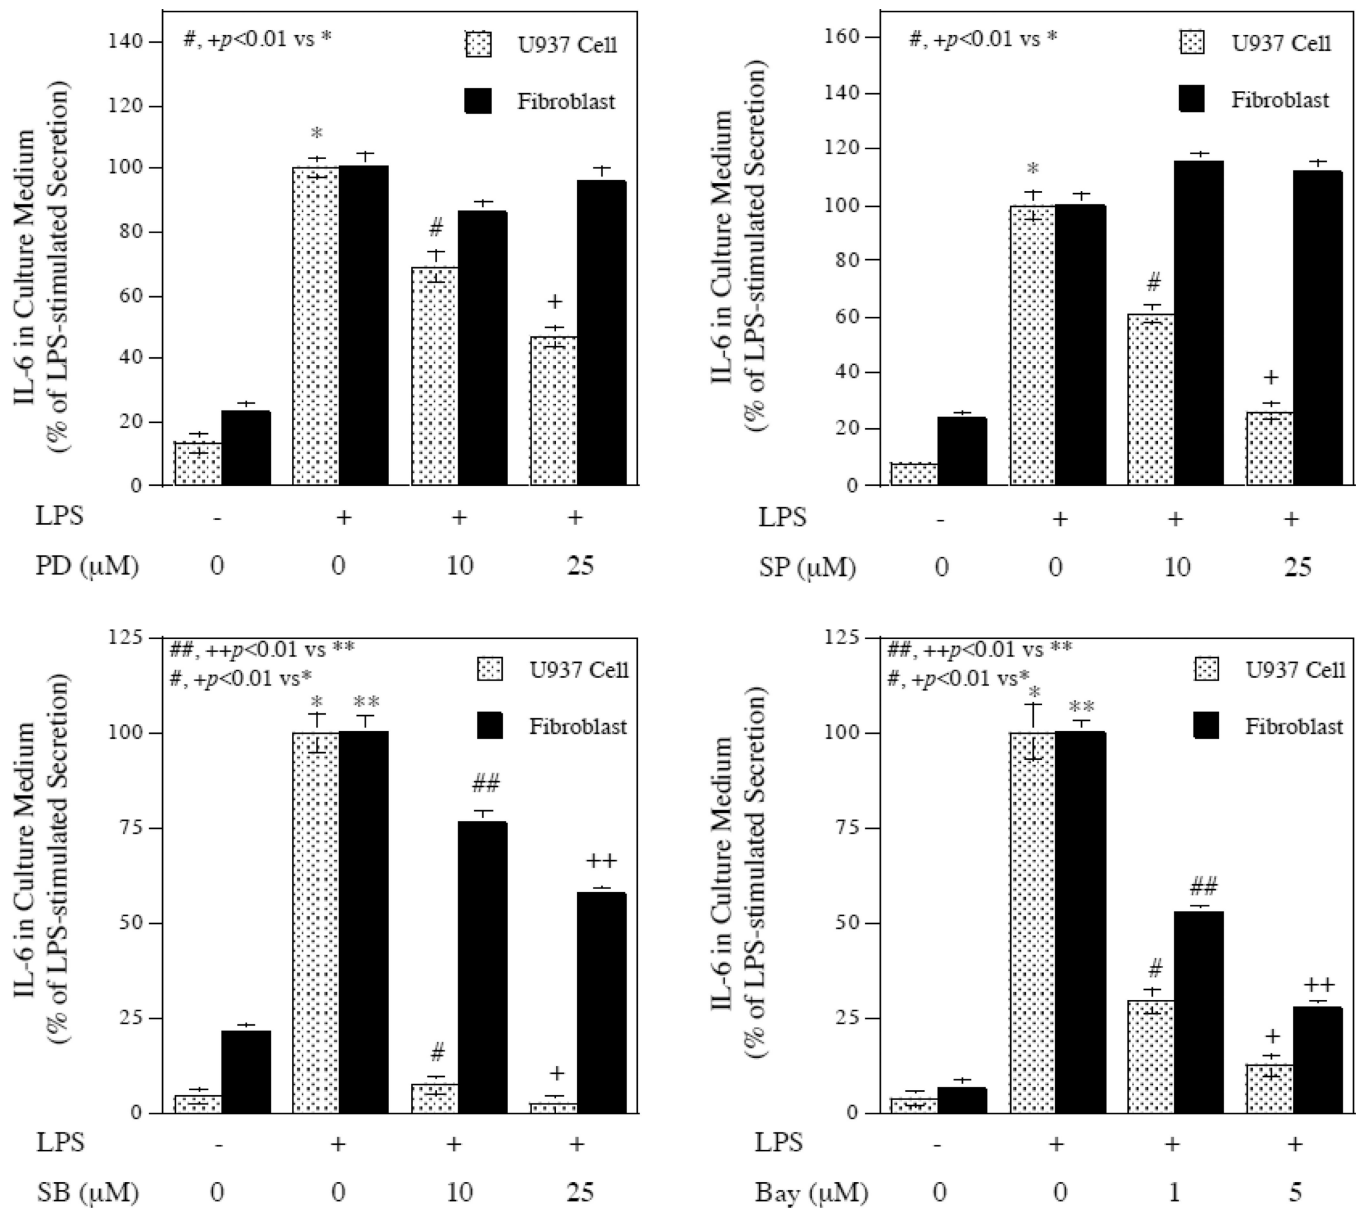 #, +p<0.01 vs *
U937 Cell
Fibroblast
IL-6 in Culture Medium
(% of LPS-stimulated Secretion)
140
120
100
80
60
40
20
0
*
#
+
LPS - + + +
PD (μM) 0 0 10 25
#, +p<0.01 vs *
U937 Cell
Fibroblast
IL-6 in Culture Medium
(% of LPS-stimulated Secretion)
160
140
120
100
80
60
40
20
0
*
#
+
LPS - + + +
SP (μM) 0 0 10 25
##, ++p<0.01 vs **
#, +p<0.01 vs*
U937 Cell
Fibroblast
IL-6 in Culture Medium
(% of LPS-stimulated Secretion)
125
100
75
50
25
0
* **
# ##
+ ++
LPS - + + +
SB (μM) 0 0 10 25
##, ++p<0.01 vs **
#, +p<0.01 vs*
U937 Cell
Fibroblast
IL-6 in Culture Medium
(% of LPS-stimulated Secretion)
125
100
75
50
25
0
* **
# ##
+ ++
LPS - + + +
Bay (μM) 0 0 1 5